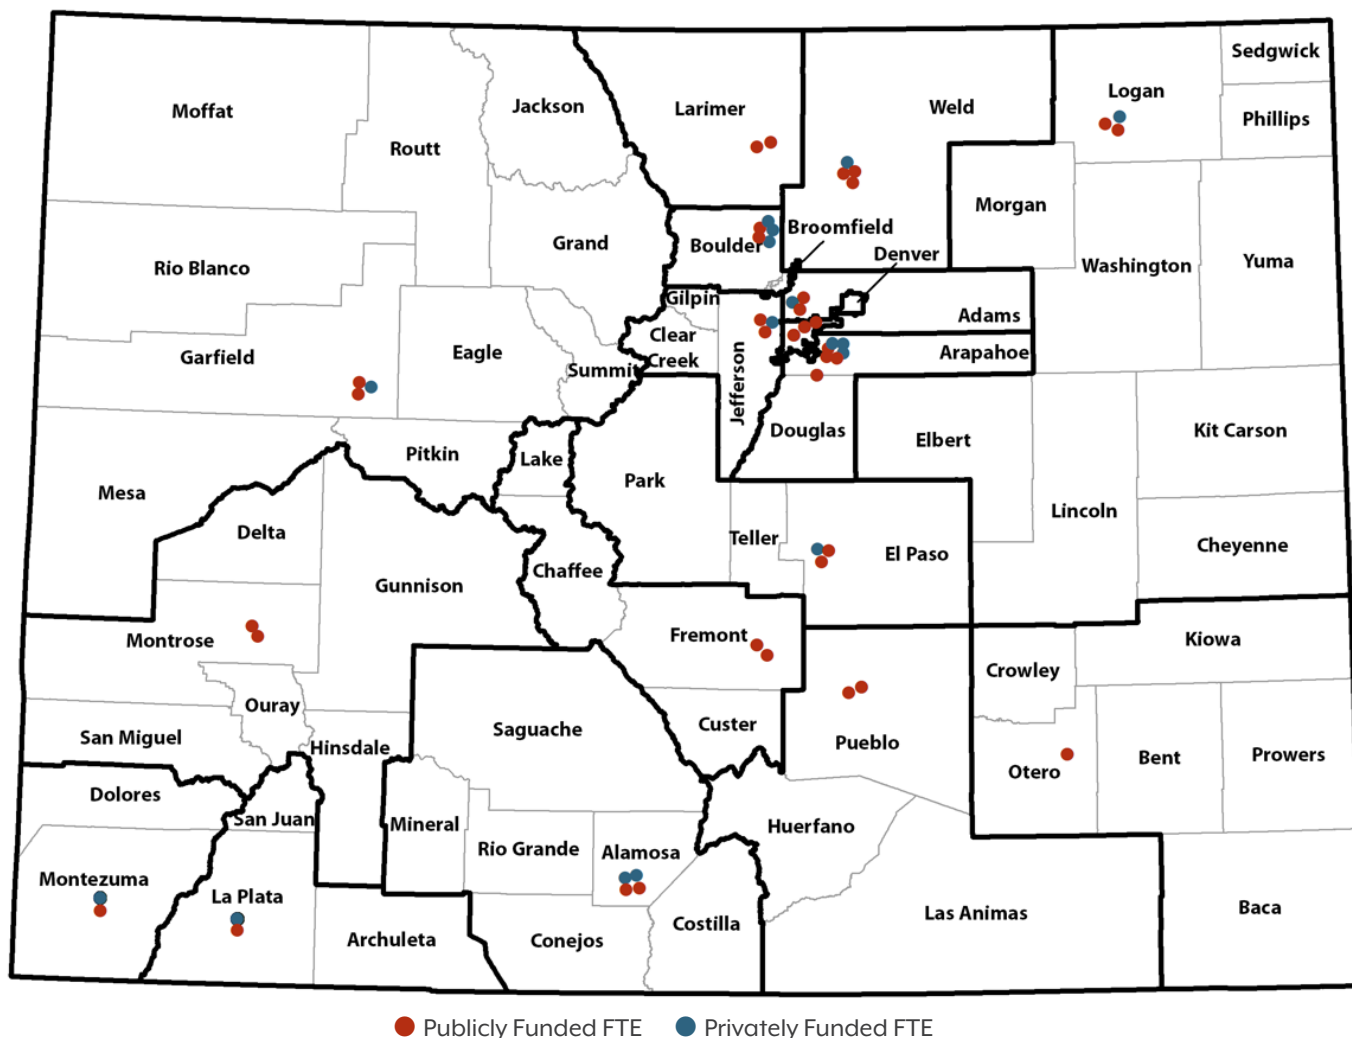 Sedgwick
Logan
Jackson
Larimer
Weld
Moffat
Phillips
Routt
Morgan
Broomfield
Grand
Boulder
Denver
Rio Blanco
Washington
Yuma
Gilpin
Adams
Clear
Creek
Garfield
Eagle
Summit
Arapahoe
Jefferson
Douglas
Kit Carson
Elbert
Pitkin
Lake
Park
Mesa
Lincoln
Delta
Teller
El Paso
Cheyenne
Gunnison
Chaffee
Montrose
Fremont
Kiowa
Crowley
Ouray
San Miguel
Hinsdale
Saguache
Custer
Pueblo
Otero
Bent
Prowers
Dolores
San Juan
Mineral
Huerfano
Rio Grande
Alamosa
Montezuma
La Plata
Archuleta
Conejos
Costilla
Las Animas
Baca
Publicly Funded FTE
Privately Funded FTE